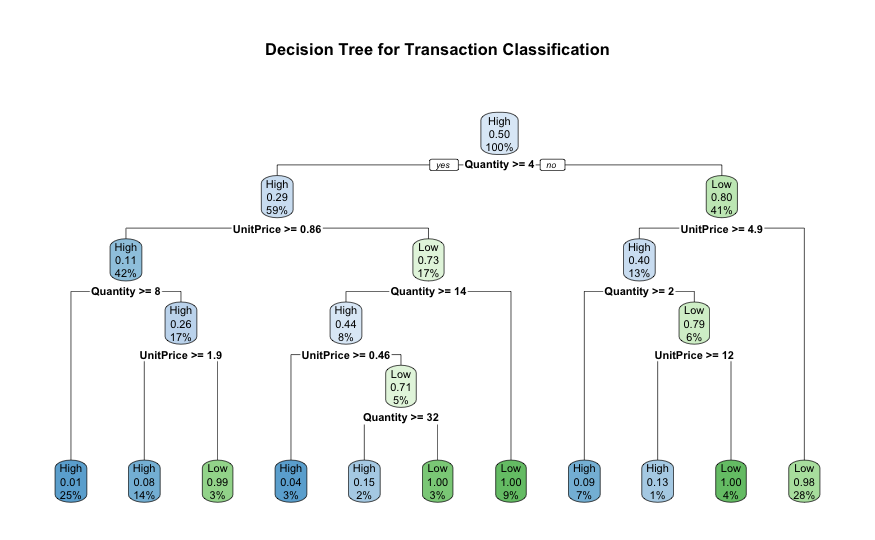 Decision Tree for Transaction Classification
High
0.50
100%
yes Quantity >= 4 no
High
0.29
59%
Low
0.80
41%
UnitPrice >= 0.86
UnitPrice >= 4.9
High
0.11
42%
Low
0.73
17%
High
0.40
13%
Quantity >= 8
Quantity >= 14
Quantity >= 2
High
0.26
17%
High
0.44
8%
Low
0.79
6%
UnitPrice >= 1.9
UnitPrice >= 0.46
UnitPrice >= 12
Low
0.71
5%
Quantity >= 32
High
0.01
25%
High
0.08
14%
Low
0.99
3%
High
0.04
3%
High
0.15
2%
Low
1.00
3%
Low
1.00
9%
High
0.09
7%
High
0.13
1%
Low
1.00
4%
Low
0.98
28%